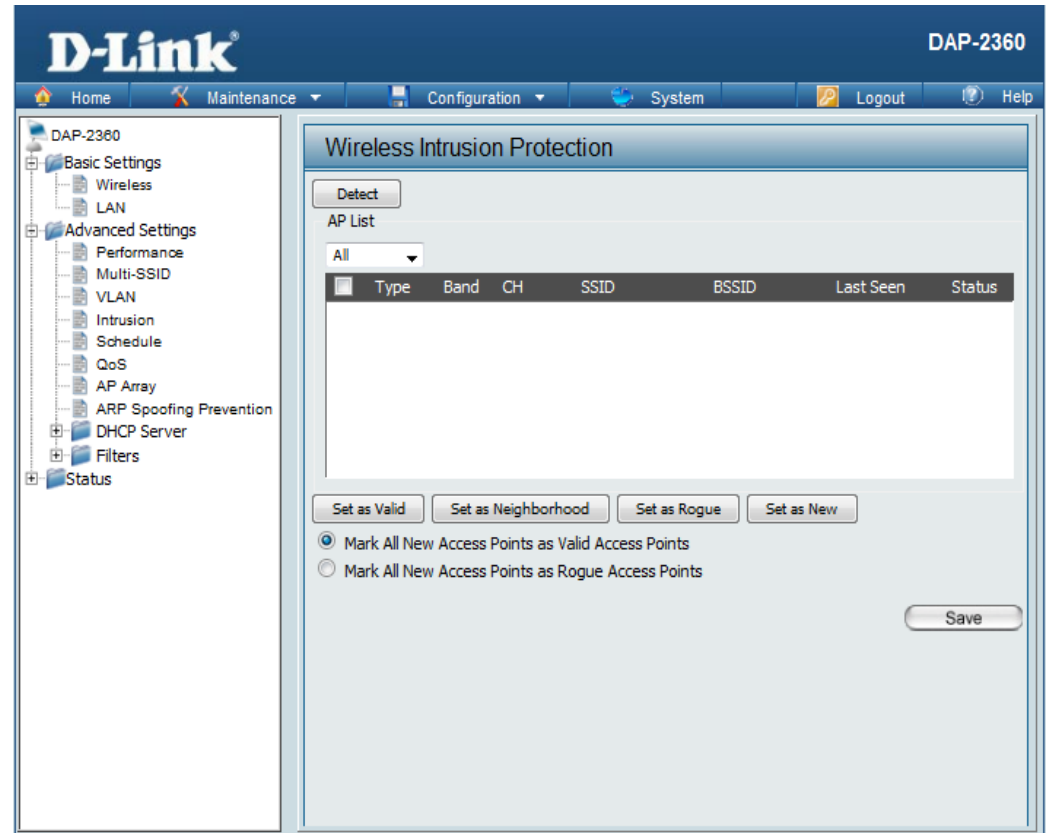 D-Link®
DAP-2360
Home Maintenance Configuration System Logout Help
DAP-2360
Basic Settings
Wireless
LAN
Advanced Settings
Performance
Multi-SSID
VLAN
Intrusion
Schedule
QoS
AP Array
ARP Spoofing Prevention
DHCP Server
Filters
Status
Wireless Intrusion Protection
Detect
AP List
All
Type Band CH SSID BSSID Last Seen Status
Set as Valid Set as Neighborhood Set as Rogue Set as New
Mark All New Access Points as Valid Access Points
Mark All New Access Points as Rogue Access Points
Save